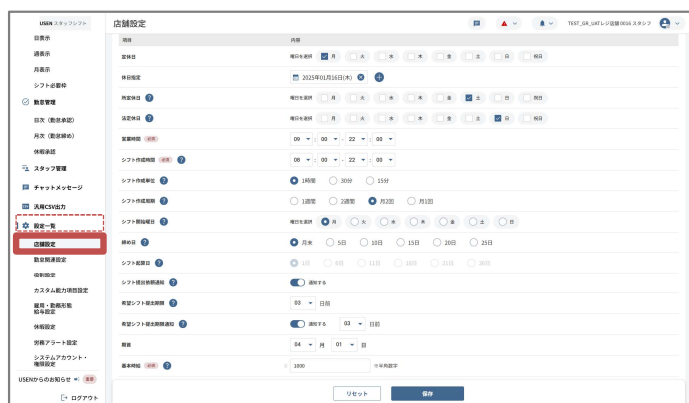 USEN スタッフシフト
店舗設定
TEST_GR_UATレジ店舗0016 スタシフ
日表示
週表示
月表示
シフト必要枠
勤怠管理
日次（勤怠承認）
月次（勤怠締め）
休暇承認
スタッフ管理
チャットメッセージ
汎用CSV出力
設定一覧
店舗設定
勤怠関連設定
役割設定
カスタム能力項目設定
雇用・勤務形態
給与設定
休暇設定
労務アラート設定
システムアカウント・
権限設定
USENからのお知らせ 重要
ログアウト
項目 内容
定休日 曜日を選択 月 火 水 木 金 土 日 祝日
休日指定 2025年01月16日(木)
所定休日 ? 曜日を選択 月 火 水 木 金 土 日 祝日
法定休日 ? 曜日を選択 月 火 水 木 金 土 日 祝日
営業時間 必須 09 : 00 - 22 : 00
シフト作成時間 必須 ? 08 : 00 - 22 : 00
シフト作成単位 ? 1時間 30分 15分
シフト作成期間 ? 1週間 2週間 月2回 月1回
シフト開始曜日 ? 曜日を選択 月 火 水 木 金 土 日
締め日 ? 月末 5日 10日 15日 20日 25日
シフト起算日 ? 1日 6日 11日 16日 21日 26日
シフト提出依頼通知 ? 通知する
希望シフト提出期限 ? 03 日前
希望シフト提出期限通知 ? 通知する 03 日前
期首 04 月 01 日
基本時給 必須 ? 1000 ※半角数字
リセット 保存